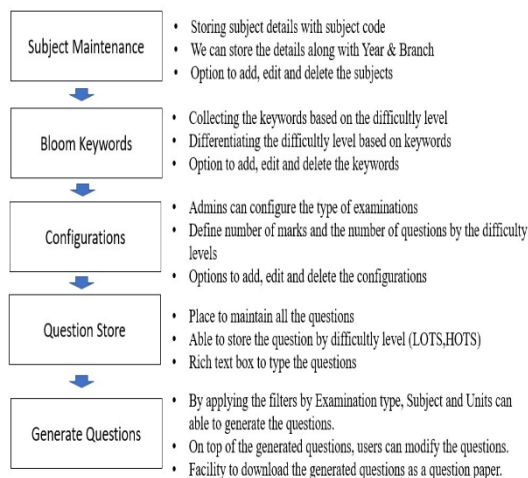 Subject Maintenance
• Storing subject details with subject code
• We can store the details along with Year & Branch
• Option to add, edit and delete the subjects
Bloom Keywords
• Collecting the keywords based on the difficultly level
• Differentiating the difficultly level based on keywords
• Option to add, edit and delete the keywords
Configurations
• Admins can configure the type of examinations
• Define number of marks and the number of questions by the difficulty
levels
• Options to add, edit and delete the configurations
Question Store
• Place to maintain all the questions
• Able to store the question by difficultly level (LOTS,HOTS)
• Rich text box to type the questions
Generate Questions
• By applying the filters by Examination type, Subject and Units can
able to generate the questions.
• On top of the generated questions, users can modify the questions.
• Facility to download the generated questions as a question paper.